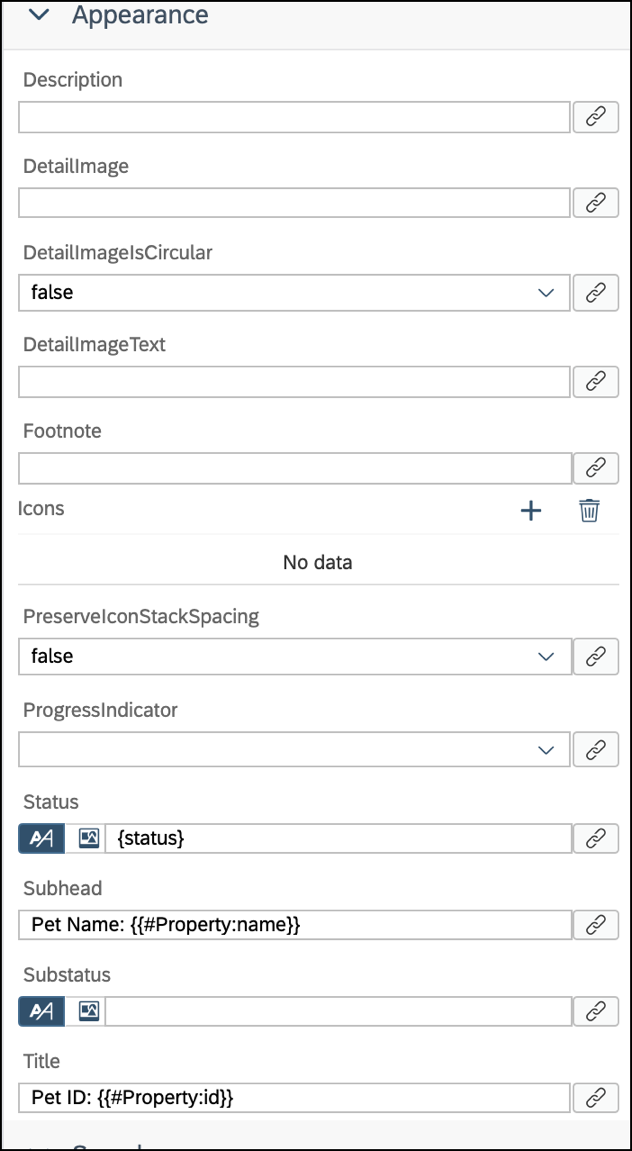 Appearance
Description
DetailImage
DetailImageIsCircular
false
DetailImageText
Footnote
Icons
No data
PreserveIconStackSpacing
false
ProgressIndicator
Status
{status}
Subhead
Pet Name: {{#Property:name}}
Substatus
Title
Pet ID: {{#Property:id}}